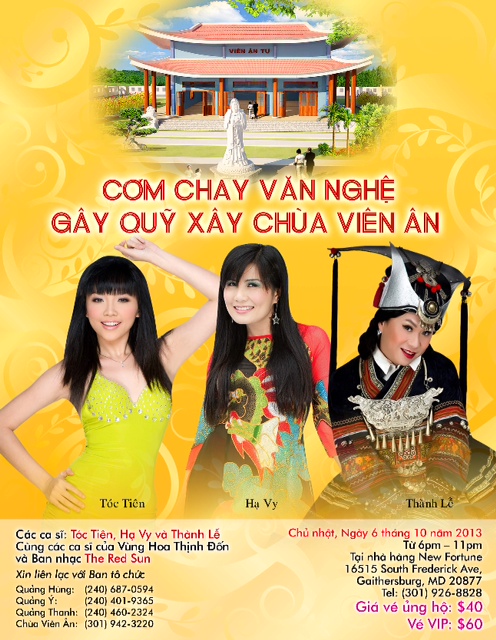 VIÊN ÂN TỰ
CƠM CHAY VĂN NGHỆ
GÂY QUỸ XÂY CHÙA VIÊN ÂN
Tóc Tiên
Hạ Vy
Thành Lễ
Các ca sĩ: Tóc Tiên, Hạ Vy và Thành Lễ
Cùng các ca sĩ của Vùng Hoa Thịnh Đốn
và Ban nhạc The Red Sun
Xin liên lạc với Ban tổ chức
Quảng Hùng: (240) 687-0594
Quảng Ý: (240) 401-9365
Quảng Thanh: (240) 460-2324
Chùa Viên Ân: (301) 942-3220
Chủ nhật, Ngày 6 tháng 10 năm 2013
Từ 6pm – 11pm
Tại nhà hàng New Fortune
16515 South Frederick Ave,
Gaithersburg, MD 20877
Tel: (301) 926-8828
Giá vé ủng hộ: $40
Vé VIP: $60